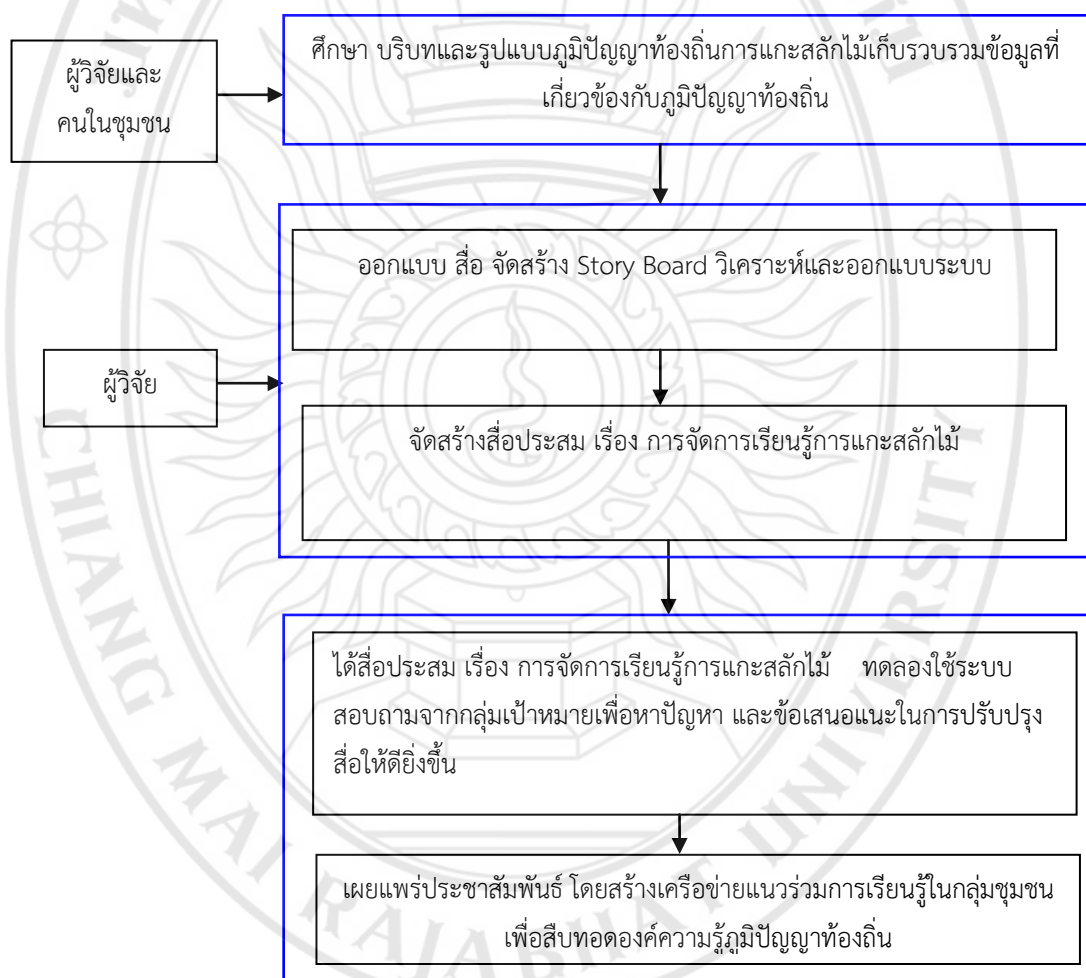 ผู้วิจัยและ
คนในชุมชน
ศึกษา บริบทและรูปแบบภูมิปัญญาท้องถิ่นการแกะสลักไม้เก็บรวบรวมข้อมูลที่
เกี่ยวข้องกับภูมิปัญญาท้องถิ่น
ออกแบบ สื่อ จัดสร้าง Story Board วิเคราะห์และออกแบบระบบ
ผู้วิจัย
จัดสร้างสื่อประสม เรื่อง การจัดการเรียนรู้การแกะสลักไม้
ได้สื่อประสม เรื่อง การจัดการเรียนรู้การแกะสลักไม้ ทดลองใช้ระบบ
สอบถามจากกลุ่มเป้าหมายเพื่อหาปัญหา และข้อเสนอแนะในการปรับปรุง
สื่อให้ดียิ่งขึ้น
เผยแพร่ประชาสัมพันธ์ โดยสร้างเครือข่ายแนวร่วมการเรียนรู้ในกลุ่มชุมชน
เพื่อสืบทอดองค์ความรู้ภูมิปัญญาท้องถิ่น
CHIANG MAI RAJABHAT UNIVERSITY